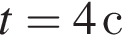 t = 4 c